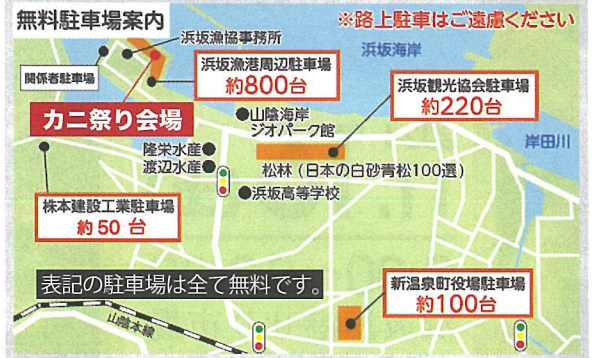 無料駐車場案内
※路上駐車はご遠慮ください
浜坂漁協事務所
浜坂海岸
関係者駐車場
浜坂漁港周辺駐車場
約800台
浜坂観光協会駐車場
約220台
カニ祭り会場
山陰海岸
ジオパーク館
岸田川
隆栄水産
渡辺水産
松林(日本の白砂青松100選)
浜坂高等学校
株本建設工業駐車場
約50台
表記の駐車場は全て無料です。
新温泉町役場駐車場
約100台
山陰本線